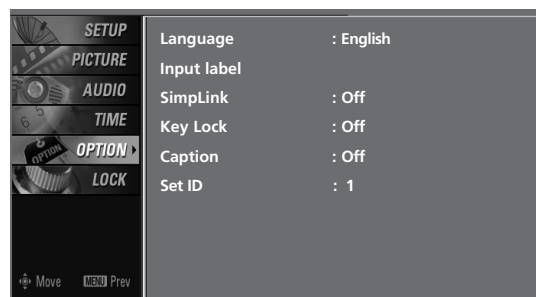 SETUP
PICTURE
AUDIO
TIME
OPTION
LOCK
Move MENU Prev
Language : English
Input label
SimpLink : Off
Key Lock : Off
Caption : Off
Set ID : 1